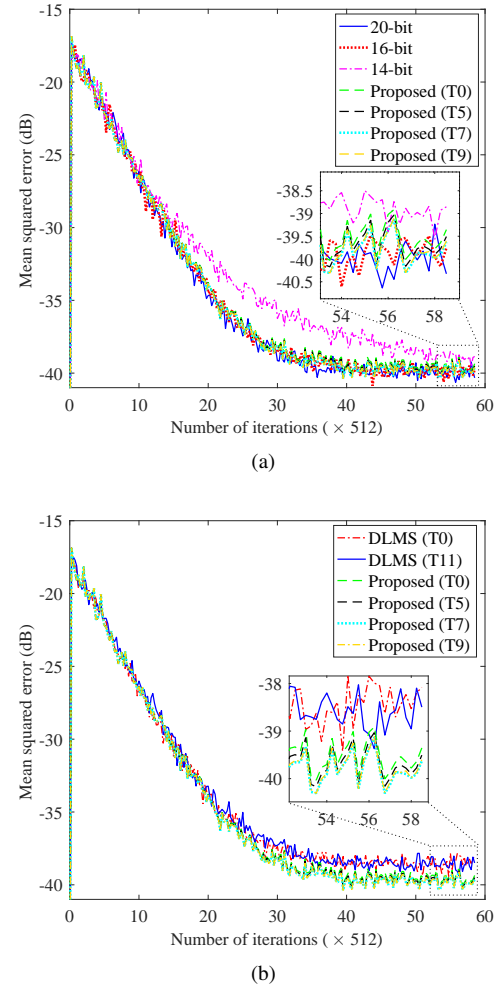 -15
-20
-25
-30
-35
-40
Mean squared error (dB)
20-bit
16-bit
14-bit
Proposed (T0)
Proposed (T5)
Proposed (T7)
Proposed (T9)
-38.5
-39
-39.5
-40
-40.5
54 56 58
0 10 20 30 40 50 60
Number of iterations ( × 512)
(a)
-15
-20
-25
-30
-35
-40
Mean squared error (dB)
DLMS (T0)
DLMS (T11)
Proposed (T0)
Proposed (T5)
Proposed (T7)
Proposed (T9)
-38
-39
-40
54 56 58
0 10 20 30 40 50 60
Number of iterations ( × 512)
(b)